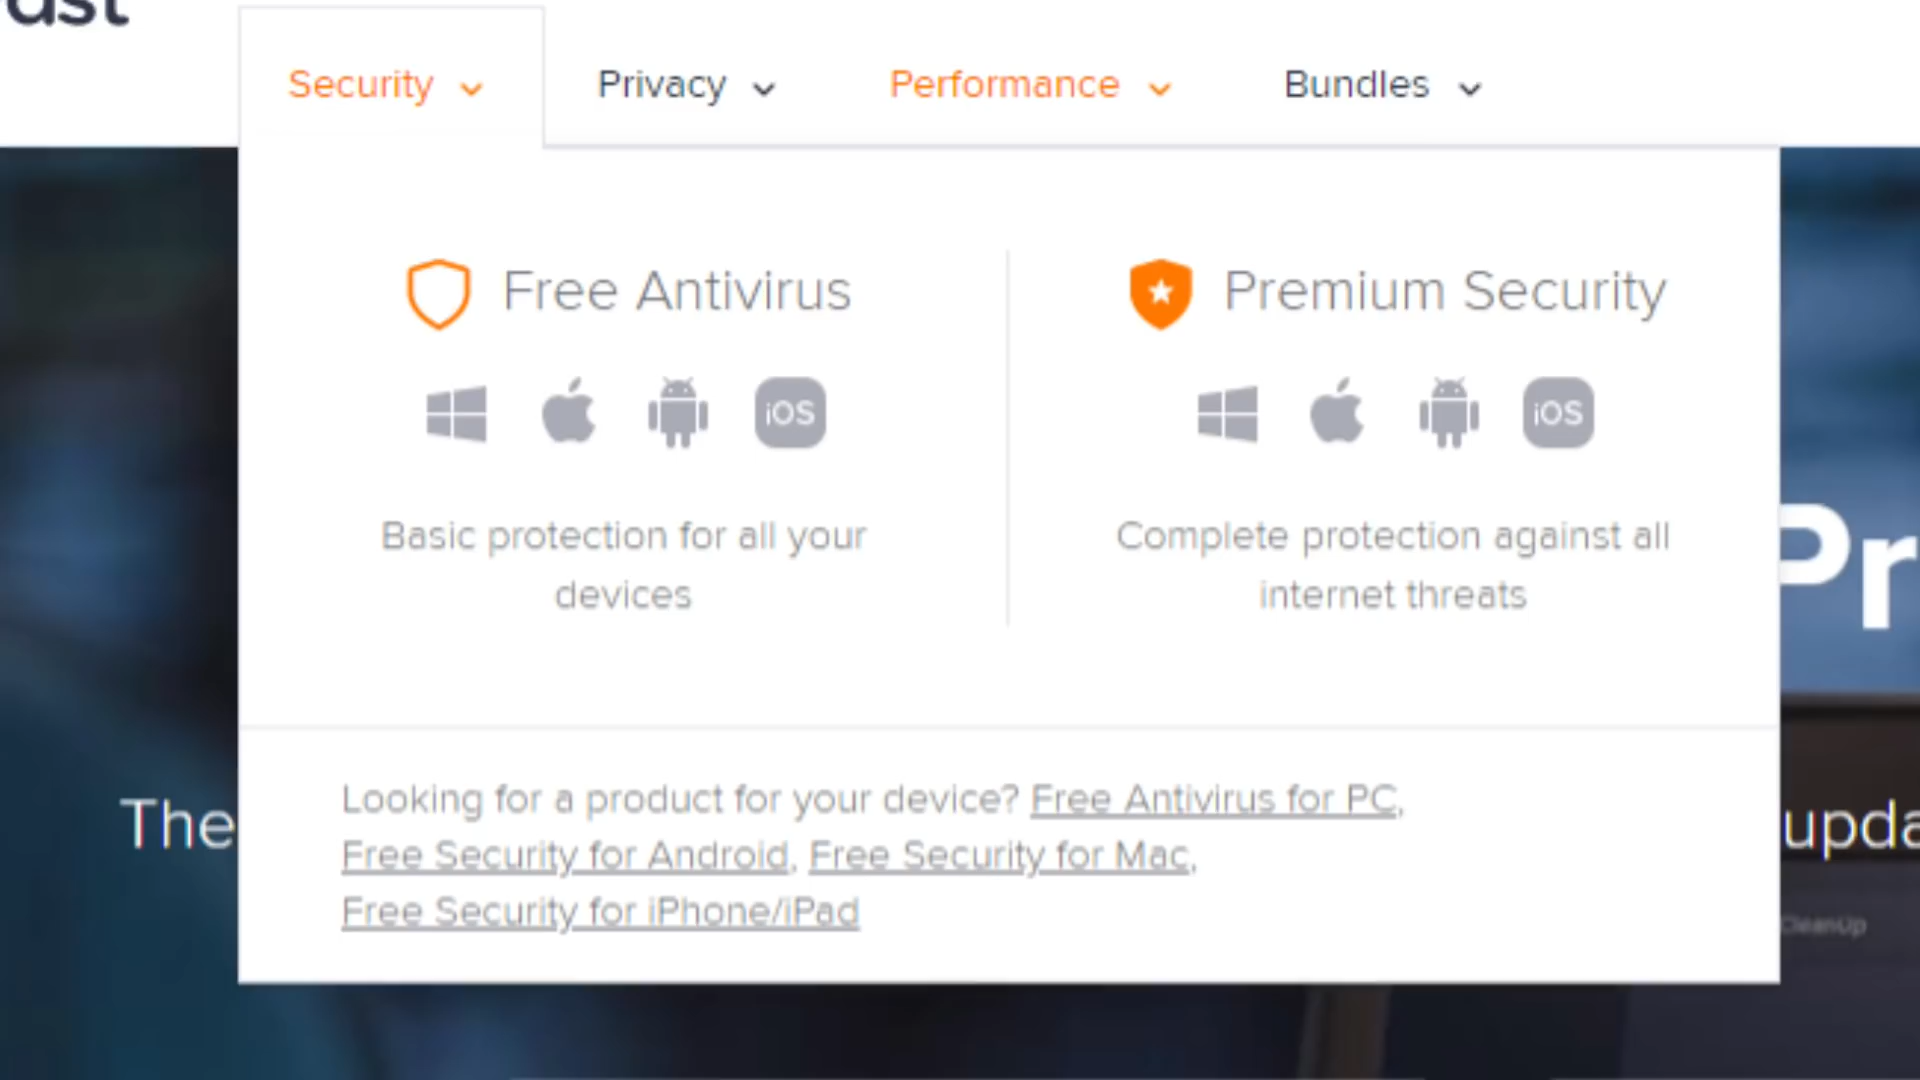 Security Privacy Performance Bundles
Free Antivirus
iOS
Basic protection for all your
devices
Premium Security
iOS
Complete protection against all
internet threats
Looking for a product for your device? Free Antivirus for PC,
Free Security for Android, Free Security for Mac,
Free Security for iPhone/iPad
Pr
The
upda
CleanUp